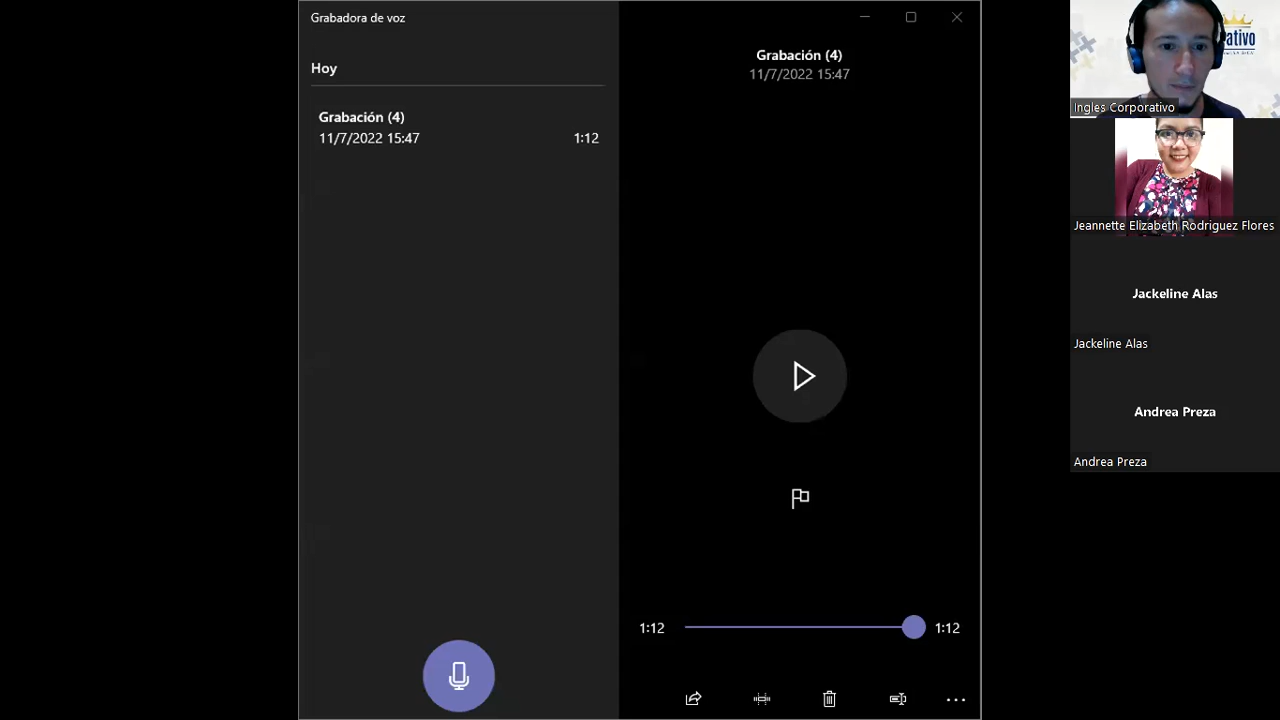 Grabadora de voz
Hoy
Grabación (4)
11/7/2022 15:47
1:12
Grabación (4)
11/7/2022 15:47
1:12
1:12
ativo
Ingles Corporativo
Jeannette Elizabeth Rodriguez Flores
Jackeline Alas
Jackeline Alas
Andrea Preza
Andrea Preza